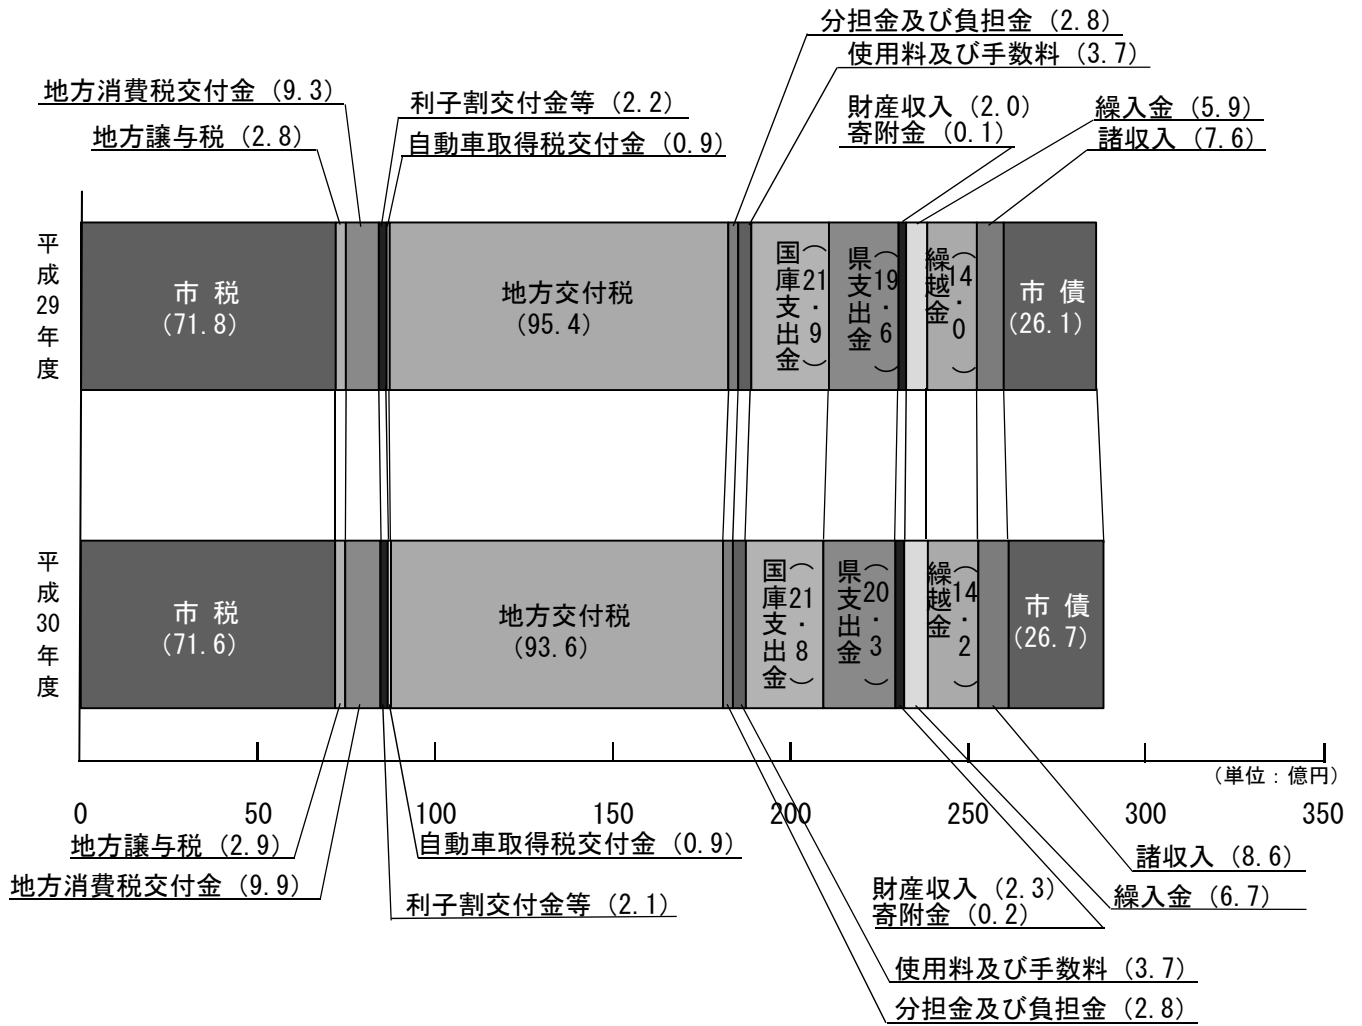 分担金及び負担金（2.8）
使用料及び手数料（3.7）
地方消費税交付金（9.3）
利子割交付金等（2.2）
財産収入（2.0）
繰入金（5.9）
地方譲与税（2.8）
自動車取得税交付金（0.9）
寄附金（0.1）
諸収入（7.6）
平成29年度
市税
(71.8)
地方交付税
(95.4)
国庫支出金
（21.9）
県支出金
（19.6）
繰越金
（14.0）
市債
(26.1)
平成30年度
市税
(71.6)
地方交付税
(93.6)
国庫支出金
（21.8）
県支出金
（20.3）
繰越金
（14.2）
市債
(26.7)
（単位：億円）
0 50 100 150 200 250 300 350
地方譲与税（2.9）
自動車取得税交付金（0.9）
諸収入（8.6）
地方消費税交付金（9.9）
利子割交付金等（2.1）
財産収入（2.3）
繰入金（6.7）
寄附金（0.2）
使用料及び手数料（3.7）
分担金及び負担金（2.8）